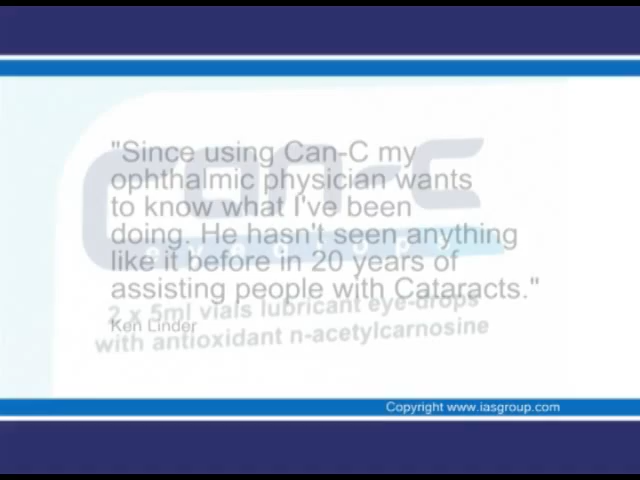 "Since using Can-C my
ophthalmic physician wants
to know what I've been
doing. He hasn't seen anything
like it before in 20 years of
assisting people with Cataracts."
Ken Linder
Can-C
eyedrops
2 x 5ml vials lubricant eye-drops
with antioxidant n-acetylcarnosine
Copyright www.iasgroup.com